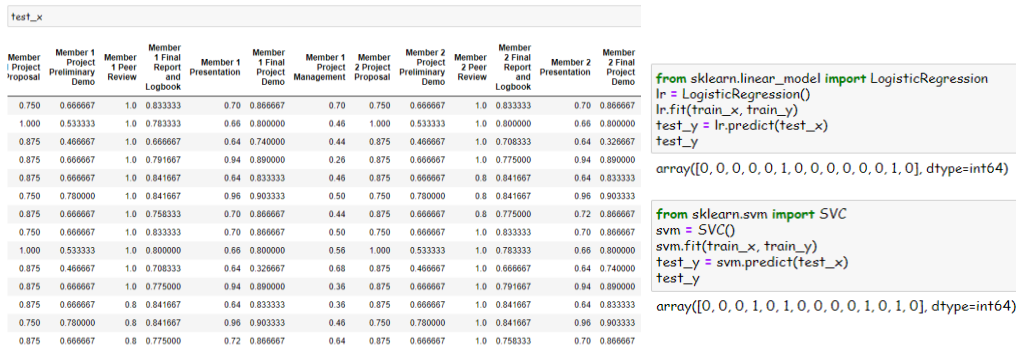 test_x
Member 1 Project Proposal Member 1 Project Preliminary Demo Member 1 Peer Review Member 1 Final Report and Logbook Member 1 Presentation Member 1 Final Project Demo Member 1 Project Management Member 2 Project Proposal Member 2 Project Preliminary Demo Member 2 Peer Review Member 2 Final Report and Logbook Member 2 Presentation Member 2 Final Project Demo
0.750 0.666667 1.0 0.833333 0.70 0.866667 0.70 0.750 0.666667 1.0 0.833333 0.70 0.866667
1.000 0.533333 1.0 0.783333 0.66 0.800000 0.46 1.000 0.533333 1.0 0.800000 0.66 0.800000
0.875 0.466667 1.0 0.666667 0.64 0.740000 0.44 0.875 0.466667 1.0 0.708333 0.64 0.326667
0.875 0.666667 1.0 0.791667 0.94 0.890000 0.26 0.875 0.666667 1.0 0.775000 0.94 0.890000
0.875 0.666667 1.0 0.841667 0.64 0.833333 0.46 0.875 0.666667 0.8 0.841667 0.64 0.833333
0.750 0.780000 1.0 0.841667 0.96 0.903333 0.50 0.750 0.780000 0.8 0.841667 0.96 0.903333
0.875 0.666667 1.0 0.758333 0.70 0.866667 0.44 0.875 0.666667 0.8 0.775000 0.72 0.866667
0.750 0.666667 1.0 0.833333 0.70 0.866667 0.50 0.750 0.666667 1.0 0.833333 0.70 0.866667
1.000 0.533333 1.0 0.800000 0.66 0.800000 0.56 1.000 0.533333 1.0 0.783333 0.66 0.800000
0.875 0.466667 1.0 0.708333 0.64 0.326667 0.68 0.875 0.466667 1.0 0.666667 0.64 0.740000
0.875 0.666667 1.0 0.775000 0.94 0.890000 0.36 0.875 0.666667 1.0 0.791667 0.94 0.890000
0.875 0.666667 0.8 0.841667 0.64 0.833333 0.36 0.875 0.666667 1.0 0.841667 0.64 0.833333
0.750 0.780000 0.8 0.841667 0.96 0.903333 0.46 0.750 0.780000 1.0 0.841667 0.96 0.903333
0.875 0.666667 0.8 0.775000 0.72 0.866667 0.64 0.875 0.666667 1.0 0.758333 0.70 0.866667
from sklearn.linear_model import LogisticRegression
lr = LogisticRegression()
lr.fit(train_x, train_y)
test_y = lr.predict(test_x)
test_y
array([0, 0, 0, 0, 0, 1, 0, 0, 0, 0, 0, 0, 1, 0], dtype=int64)
from sklearn.svm import SVC
svm = SVC()
svm.fit(train_x, train_y)
test_y = svm.predict(test_x)
test_y
array([0, 0, 0, 1, 0, 1, 0, 0, 0, 0, 1, 0, 1, 0], dtype=int64)